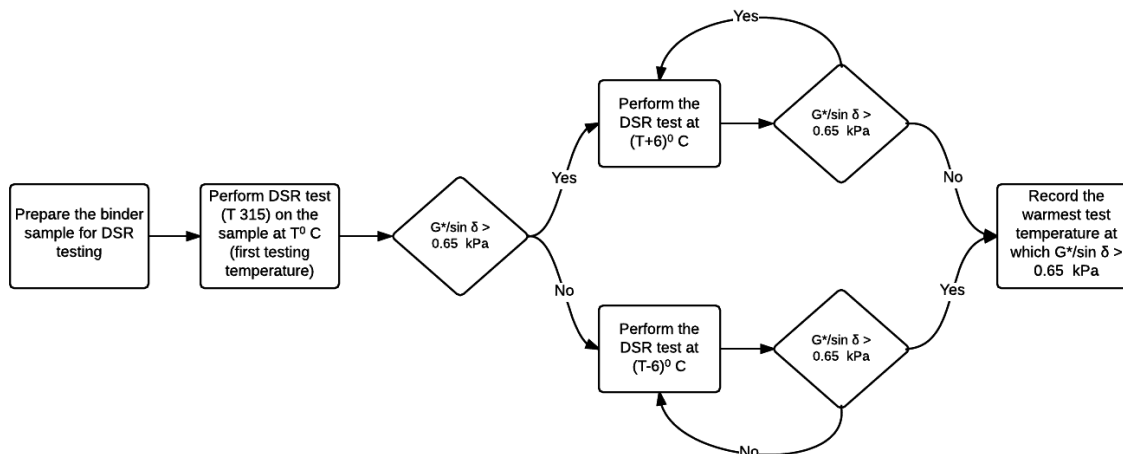 Prepare the binder
sample for DSR
testing
Perform DSR test
(T 315) on the
sample at T⁰ C
(first testing
temperature)
G*/sin δ >
0.65 kPa
Yes
No
Perform the
DSR test at
(T+6)⁰ C
G*/sin δ >
0.65 kPa
Yes
No
Perform the
DSR test at
(T-6)⁰ C
G*/sin δ >
0.65 kPa
No
Yes
Record the
warmest test
temperature at
which G*/sin δ >
0.65 kPa